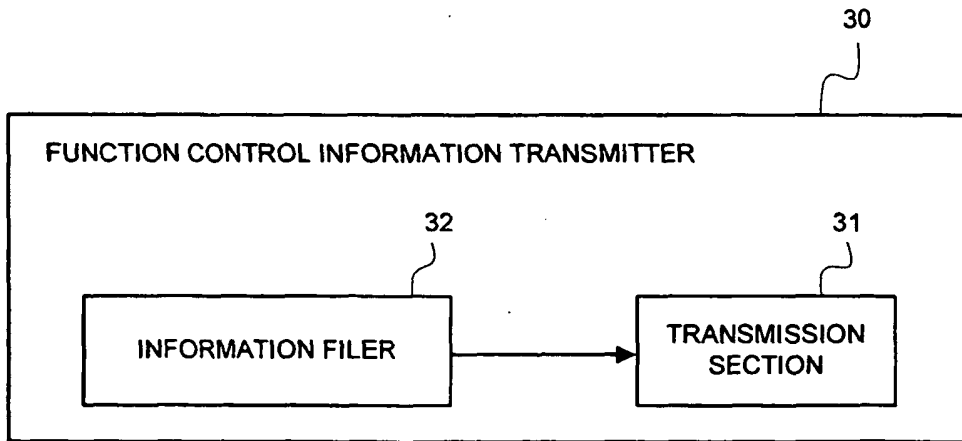 30
FUNCTION CONTROL INFORMATION TRANSMITTER
32
31
INFORMATION FILER
TRANSMISSION
SECTION